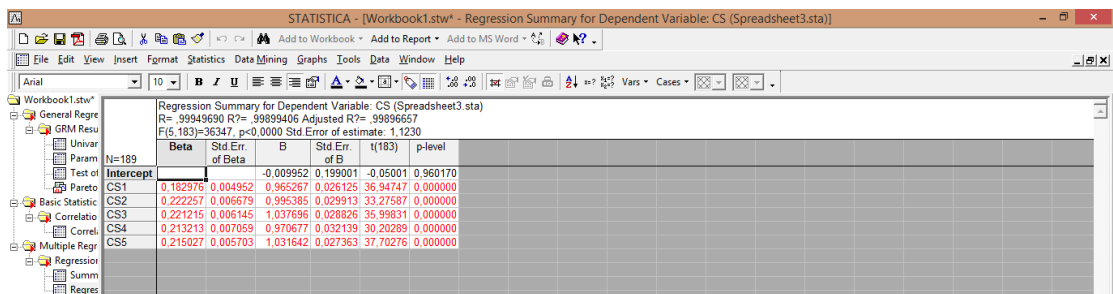 STATISTICA - [Workbook1.stw* - Regression Summary for Dependent Variable: CS (Spreadsheet3.sta)]
Add to Workbook Add to Report Add to MS Word
File Edit View Insert Format Statistics Data Mining Graphs Tools Data Window Help
Arial 10 B I U Vars Cases
Workbook1.stw*
General Regre
GRM Resu
Univar
Param
Test of
Pareto
Basic Statistic
Correlatio
Correl
Multiple Regr
Regression
Summ
Regres
Regression Summary for Dependent Variable: CS (Spreadsheet3.sta)
R= ,99949690 R?= ,99899406 Adjusted R?= ,99896657
F(5,183)=36347, p<0,0000 Std.Error of estimate: 1,1230
N=189 Beta Std.Err. of Beta B Std.Err. of B t(183) p-level
Intercept -0,009952 0,199001 -0,05001 0,960170
CS1 0,182976 0,004952 0,965267 0,026125 36,94747 0,000000
CS2 0,222257 0,006679 0,995385 0,029913 33,27587 0,000000
CS3 0,221215 0,006145 1,037696 0,028826 35,99831 0,000000
CS4 0,213213 0,007059 0,970677 0,032139 30,20289 0,000000
CS5 0,215027 0,005703 1,031642 0,027363 37,70276 0,000000